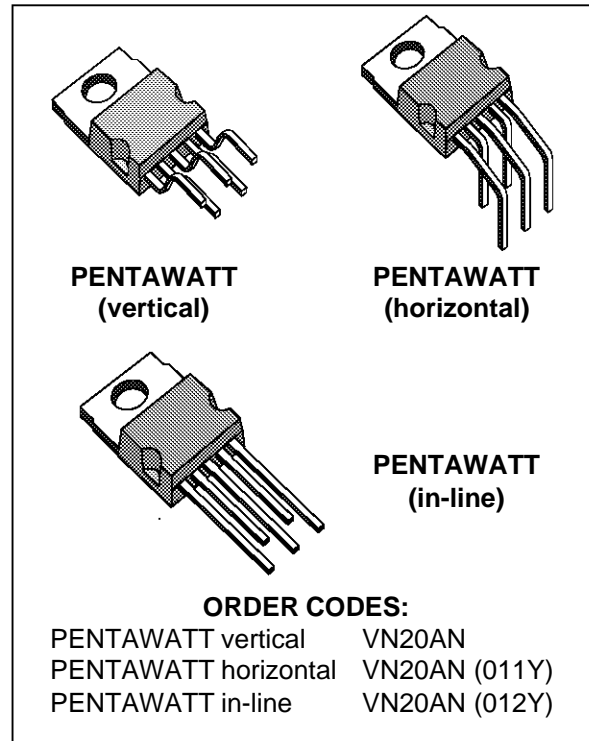 PENTAWATT
(vertical)
PENTAWATT
(horizontal)
PENTAWATT
(in-line)
ORDER CODES:
PENTAWATT vertical VN20AN
PENTAWATT horizontal VN20AN (011Y)
PENTAWATT in-line VN20AN (012Y)